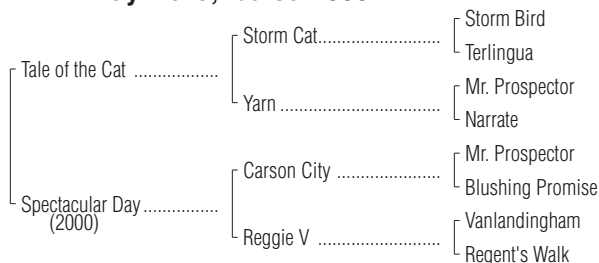 Storm Bird
Storm Cat..............................
Terlingua
Tale of the Cat ....................
Mr. Prospector
Yarn .......................................
Narrate
Mr. Prospector
Carson City .........................
Blushing Promise
Spectacular Day..................
(2000)
Vanlandingham
Reggie V ..............................
Regent's Walk